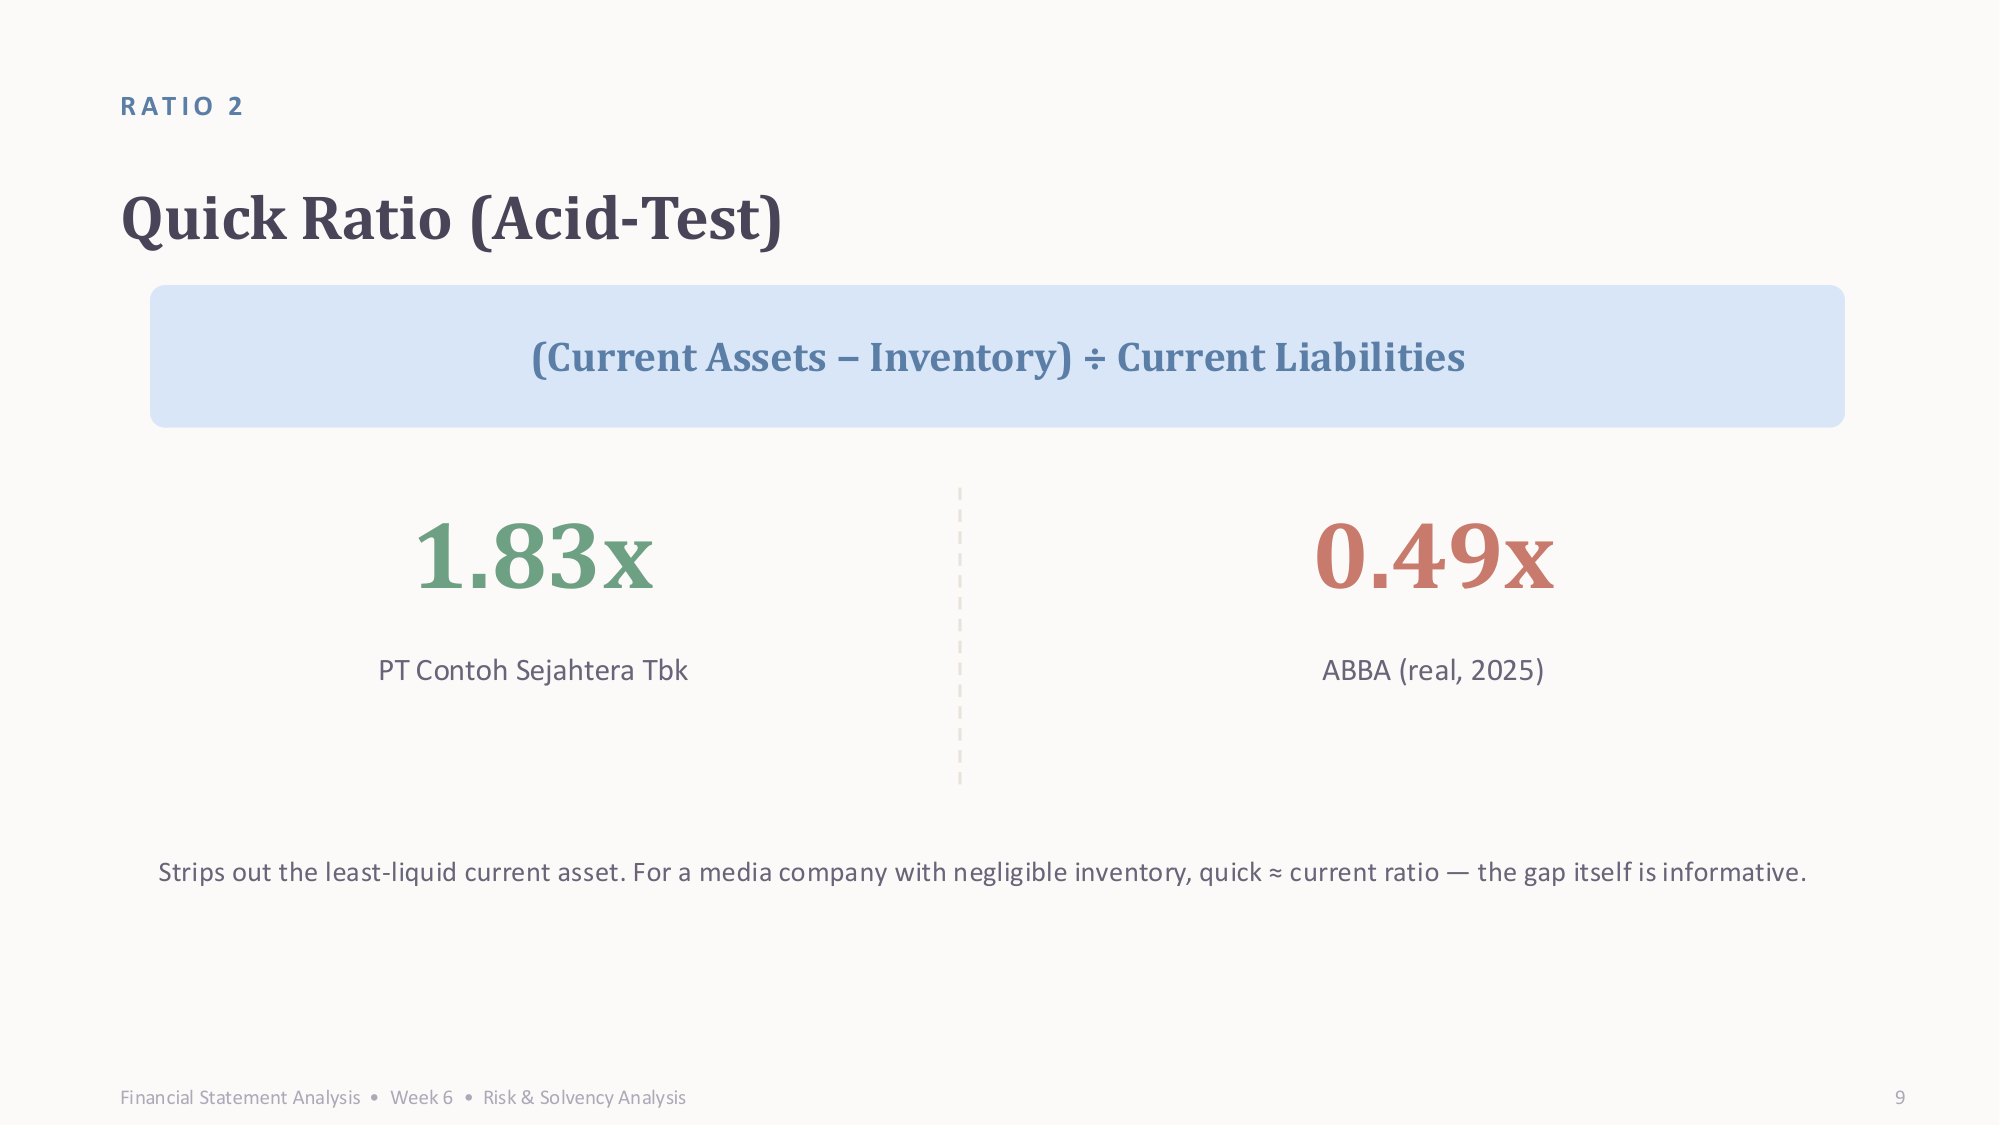 RATIO 2
Quick Ratio (Acid-Test)
(Current Assets − Inventory) ÷ Current Liabilities
1.83x
PT Contoh Sejahtera Tbk
0.49x
ABBA (real, 2025)
Strips out the least-liquid current asset. For a media company with negligible inventory, quick ≈ current ratio — the gap itself is informative.
Financial Statement Analysis • Week 6 • Risk & Solvency Analysis
9